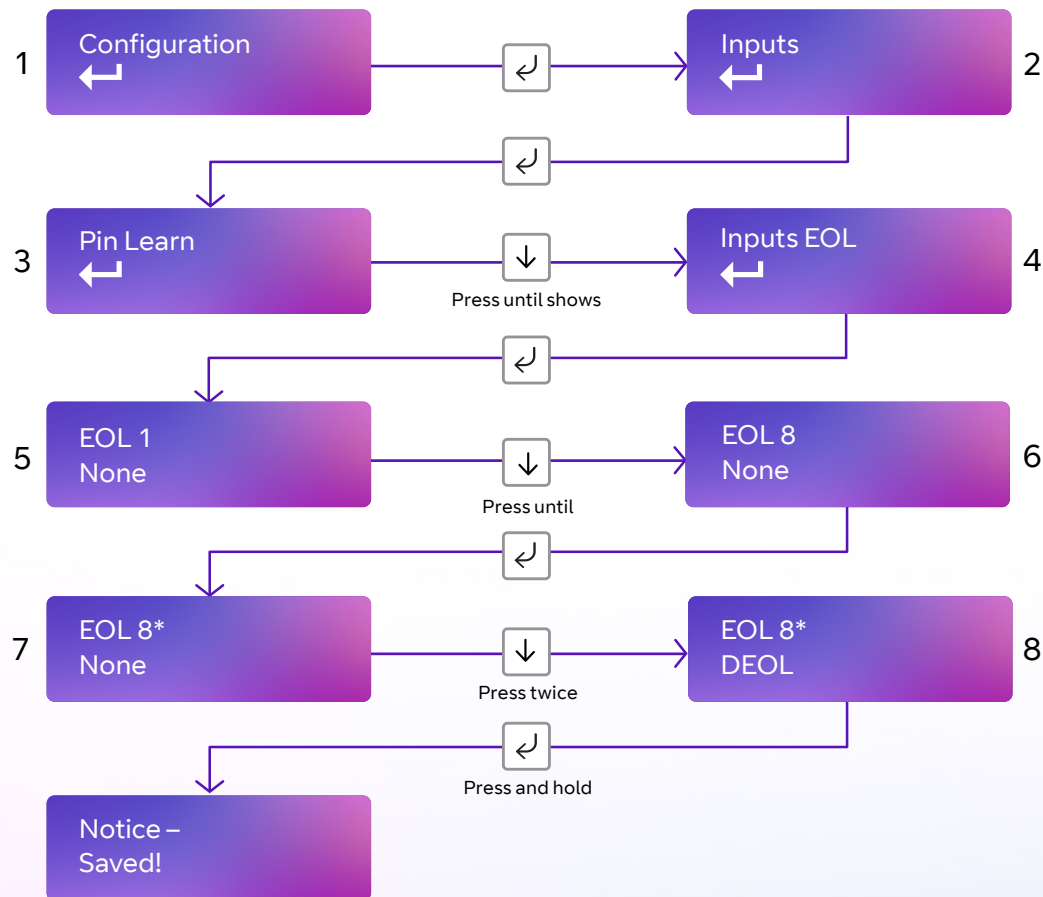 1
Configuration
Inputs
2
3
Pin Learn
Press until shows
Inputs EOL
4
5
EOL 1
None
Press until
EOL 8
None
6
7
EOL 8*
None
Press twice
EOL 8*
DEOL
8
Press and hold
Notice –
Saved!